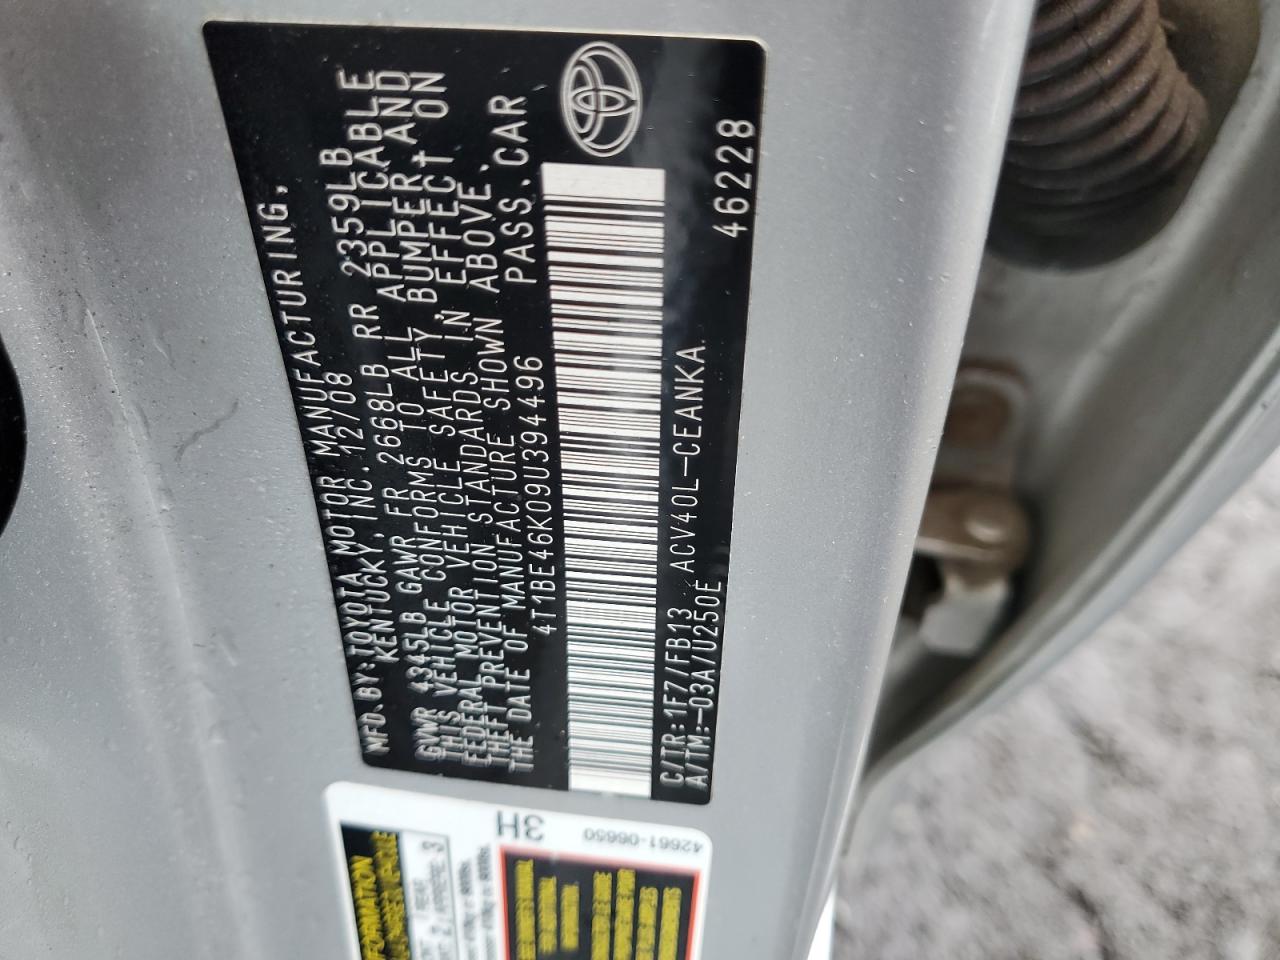 MFD. BY: TOYOTA MOTOR MANUFACTURING,
KENTUCKY, INC. 12/08
GVWR 4345LB GAWR FR 2668LB RR 2359LB
THIS VEHICLE CONFORMS TO ALL APPLICABLE
FEDERAL MOTOR VEHICLE SAFETY, BUMPER, AND
THEFT PREVENTION STANDARDS IN EFFECT ON
THE DATE OF MANUFACTURE SHOWN ABOVE.
4T1BE46K09U394496 PASS. CAR
C/TR:1F7/FB13 ACV40L-CEANKA
A/TM:-03A/U250E 46228
42661-06650
3H